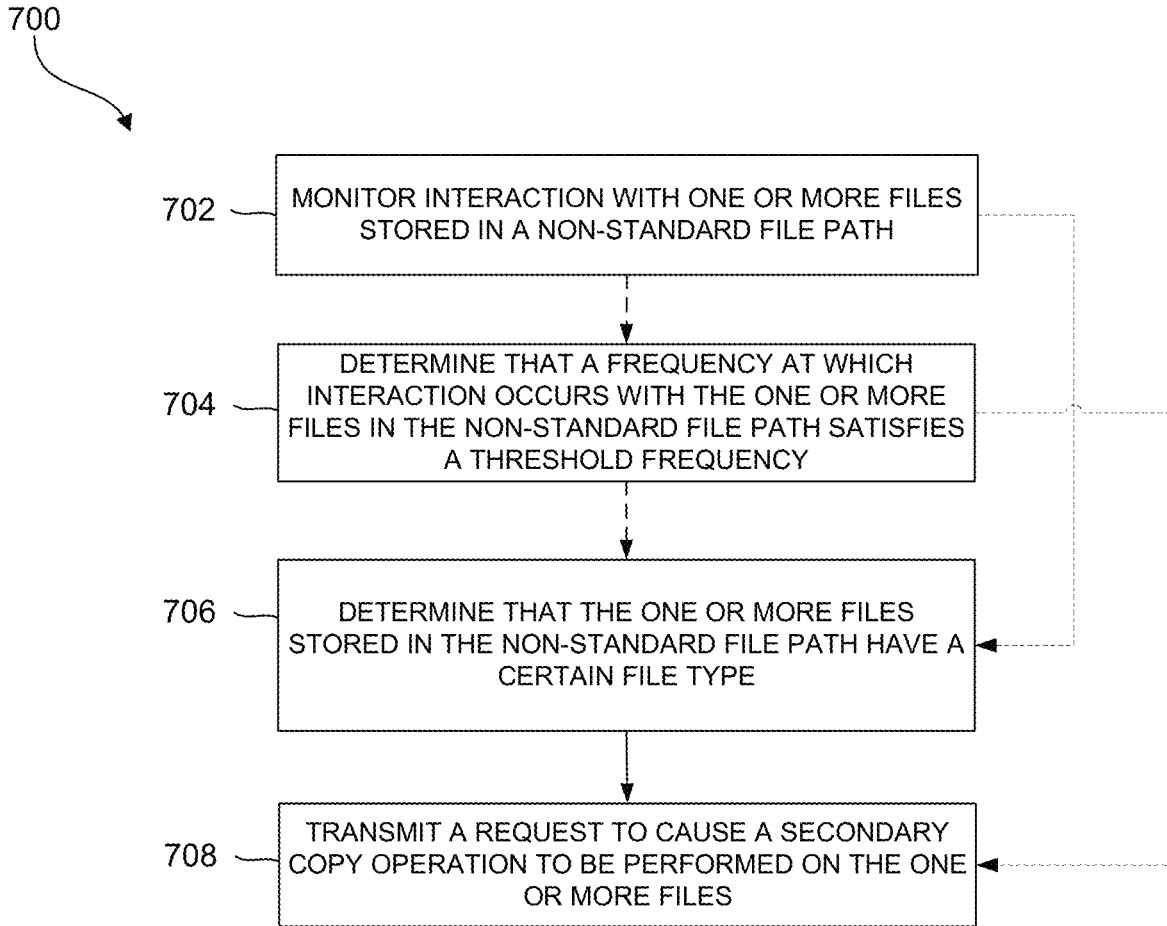 700
702
MONITOR INTERACTION WITH ONE OR MORE FILES
STORED IN A NON-STANDARD FILE PATH
704
DETERMINE THAT A FREQUENCY AT WHICH
INTERACTION OCCURS WITH THE ONE OR MORE
FILES IN THE NON-STANDARD FILE PATH SATISFIES
A THRESHOLD FREQUENCY
706
DETERMINE THAT THE ONE OR MORE FILES
STORED IN THE NON-STANDARD FILE PATH HAVE A
CERTAIN FILE TYPE
708
TRANSMIT A REQUEST TO CAUSE A SECONDARY
COPY OPERATION TO BE PERFORMED ON THE ONE
OR MORE FILES